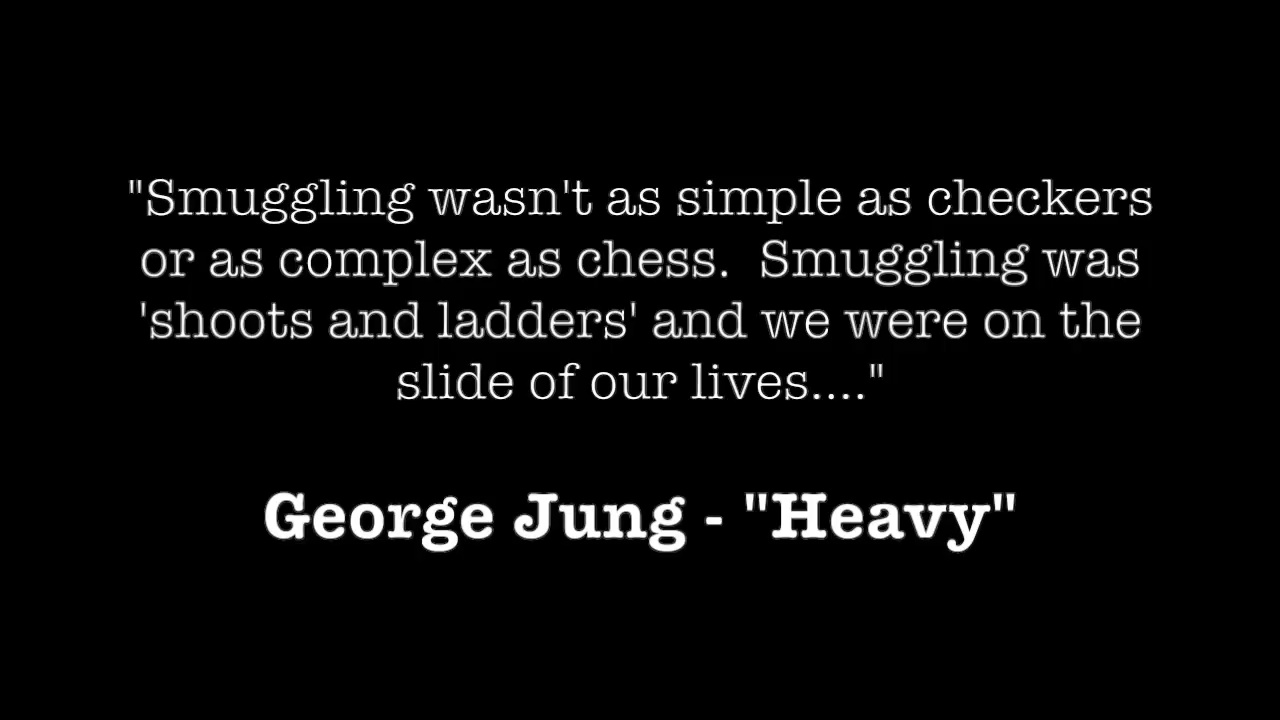 "Smuggling wasn't as simple as checkers
or as complex as chess.  Smuggling was
'shoots and ladders' and we were on the
slide of our lives...."
George Jung - "Heavy"